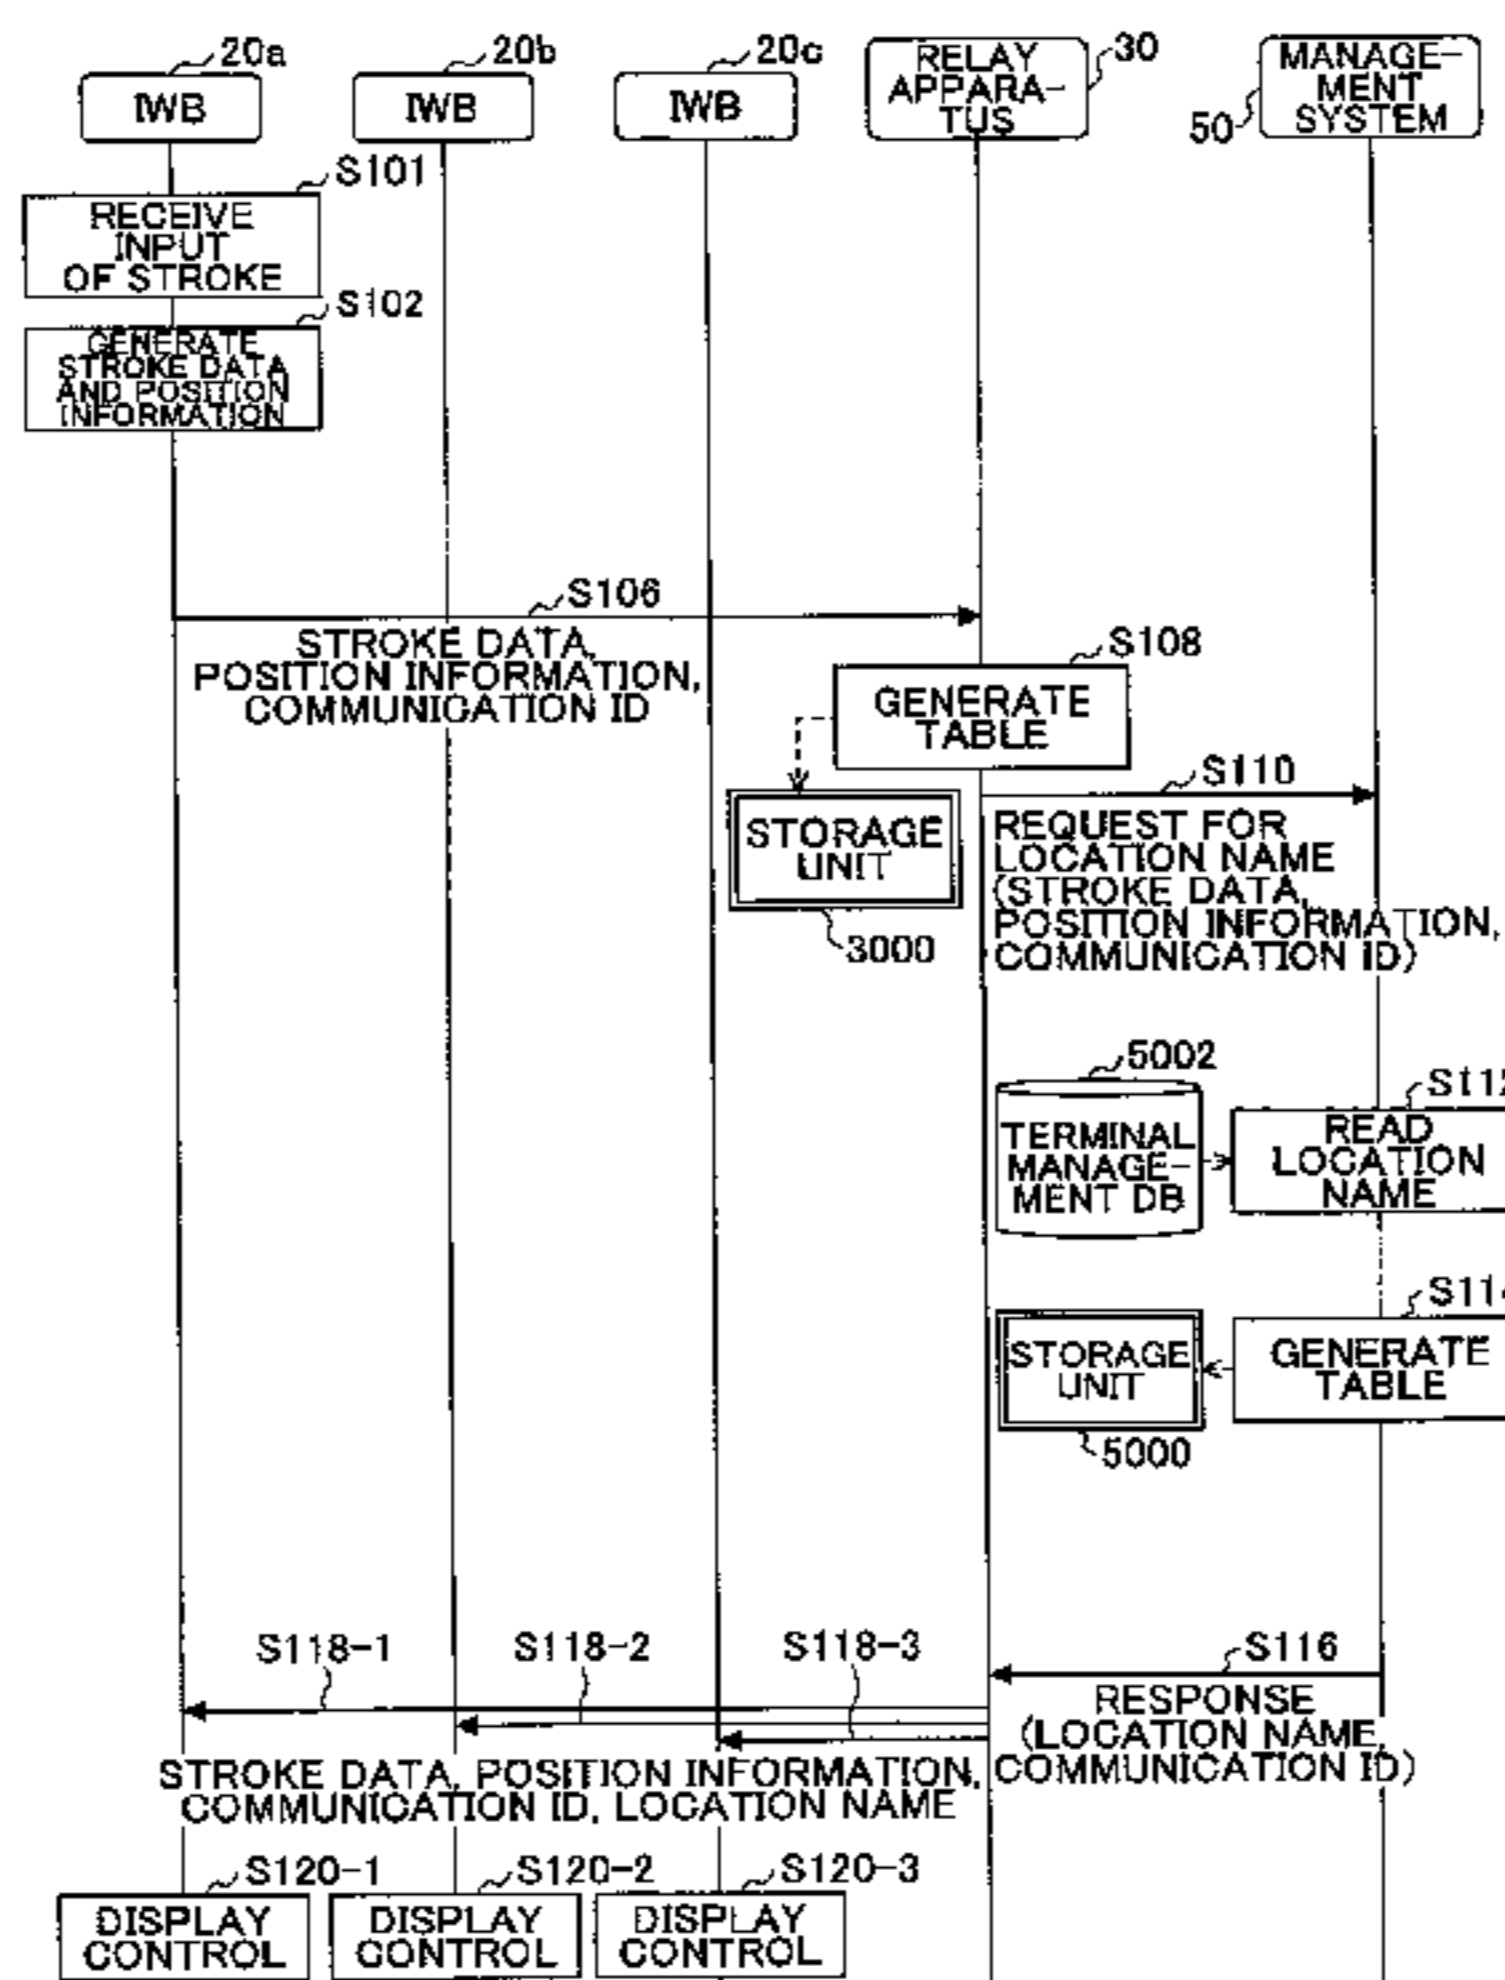 20a
20b
20c
30
50
IWB
IWB
IWB
RELAY
APPARA-
TUS
MANAGE-
MENT
SYSTEM
S101
RECEIVE
INPUT
OF STROKE
S102
GENERATE
STROKE DATA
AND POSITION
INFORMATION
S106
STROKE DATA,
POSITION INFORMATION,
COMMUNICATION ID
S108
GENERATE
TABLE
S110
STORAGE
UNIT
3000
REQUEST FOR
LOCATION NAME
(STROKE DATA,
POSITION INFORMATION,
COMMUNICATION ID)
5002
TERMINAL
MANAGE-
MENT DB
S112
READ
LOCATION
NAME
S114
STORAGE
UNIT
5000
GENERATE
TABLE
S118-1
S118-2
S118-3
S116
RESPONSE
(LOCATION NAME,
COMMUNICATION ID)
STROKE DATA, POSITION INFORMATION,
COMMUNICATION ID, LOCATION NAME
S120-1
S120-2
S120-3
DISPLAY
CONTROL
DISPLAY
CONTROL
DISPLAY
CONTROL